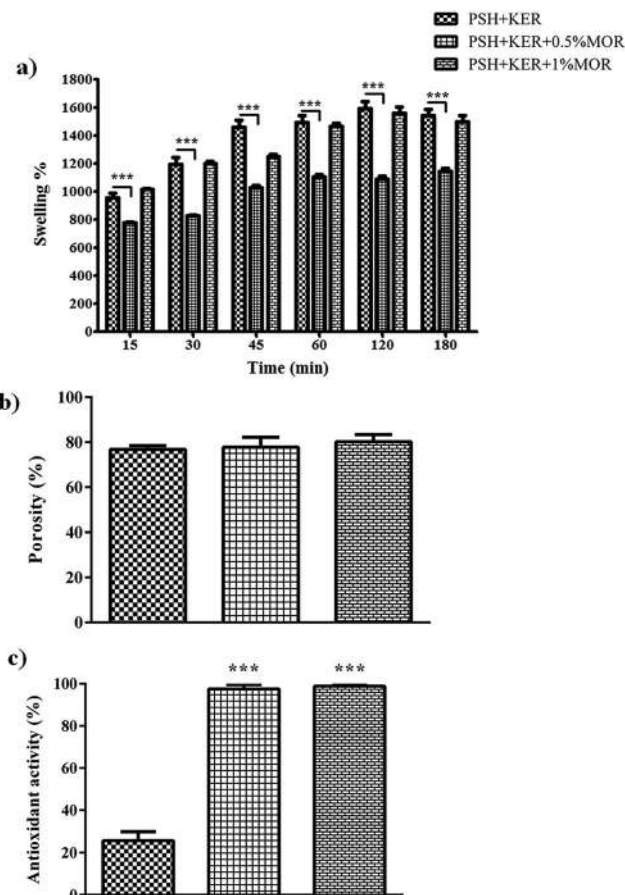 PSH+KER
PSH+KER+0.5%MOR
PSH+KER+1%MOR
a)
Swelling %
1800
1600
1400
1200
1000
800
600
400
200
0
***
***
***
***
***
***
15 30 45 60 120 180
Time (min)
b)
Porosity (%)
100
80
60
40
20
0
c)
Antioxidant activity (%)
100
80
60
40
20
0
*** ***